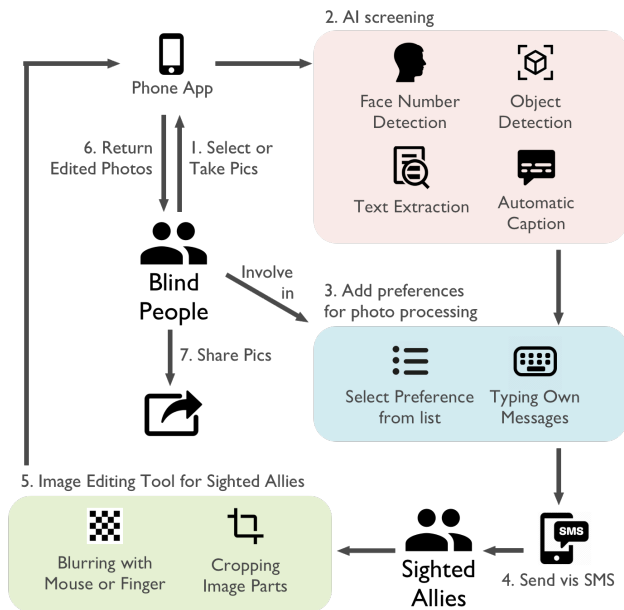 2. AI screening
Phone App
Face Number
Detection
Object
Detection
Text Extraction
Automatic
Caption
6. Return
Edited Photos
1. Select or
Take Pics
Blind
People
Involve
in
3. Add preferences
for photo processing
Select Preference
from list
Typing Own
Messages
7. Share Pics
5. Image Editing Tool for Sighted Allies
Blurring with
Mouse or Finger
Cropping
Image Parts
Sighted
Allies
SMS
4. Send vis SMS